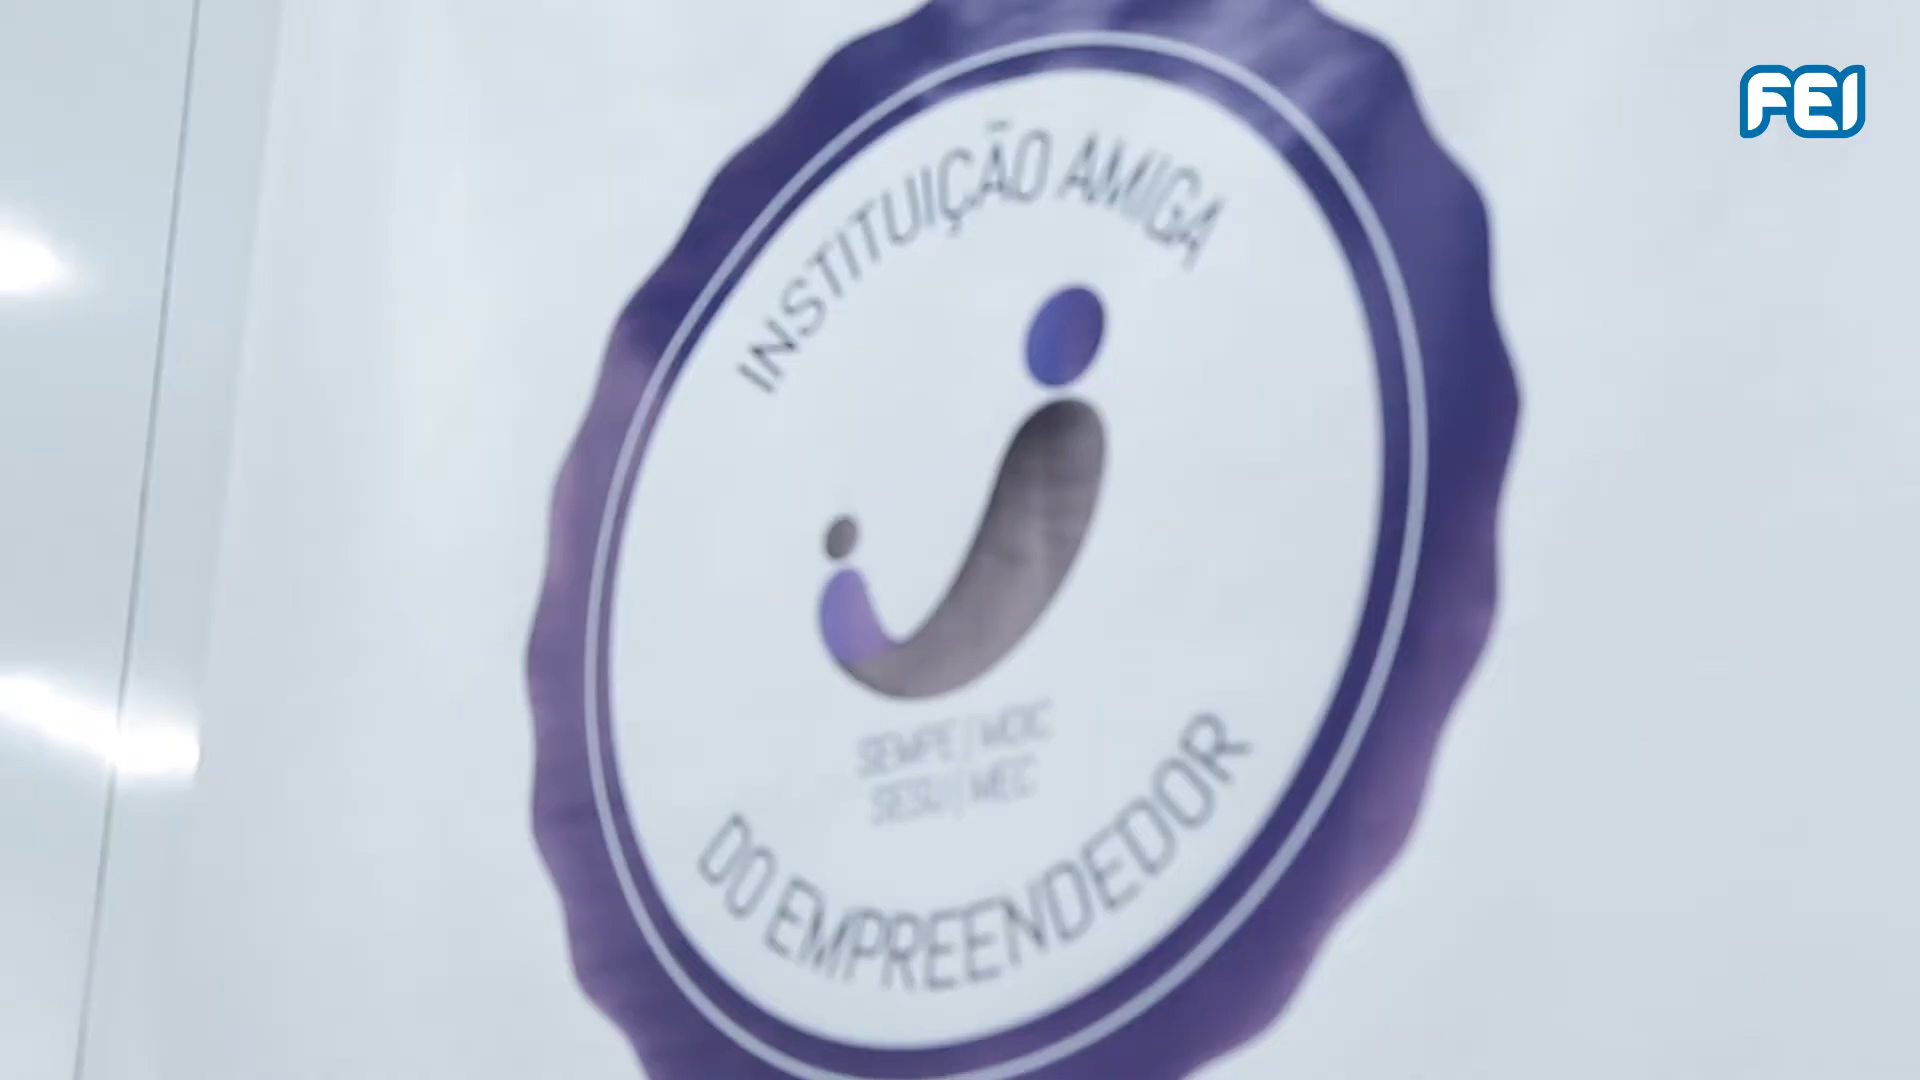 FEI
INSTITUIÇÃO AMIGA
SEMPE | MDIC
SESU | MEC
DO EMPREENDEDOR